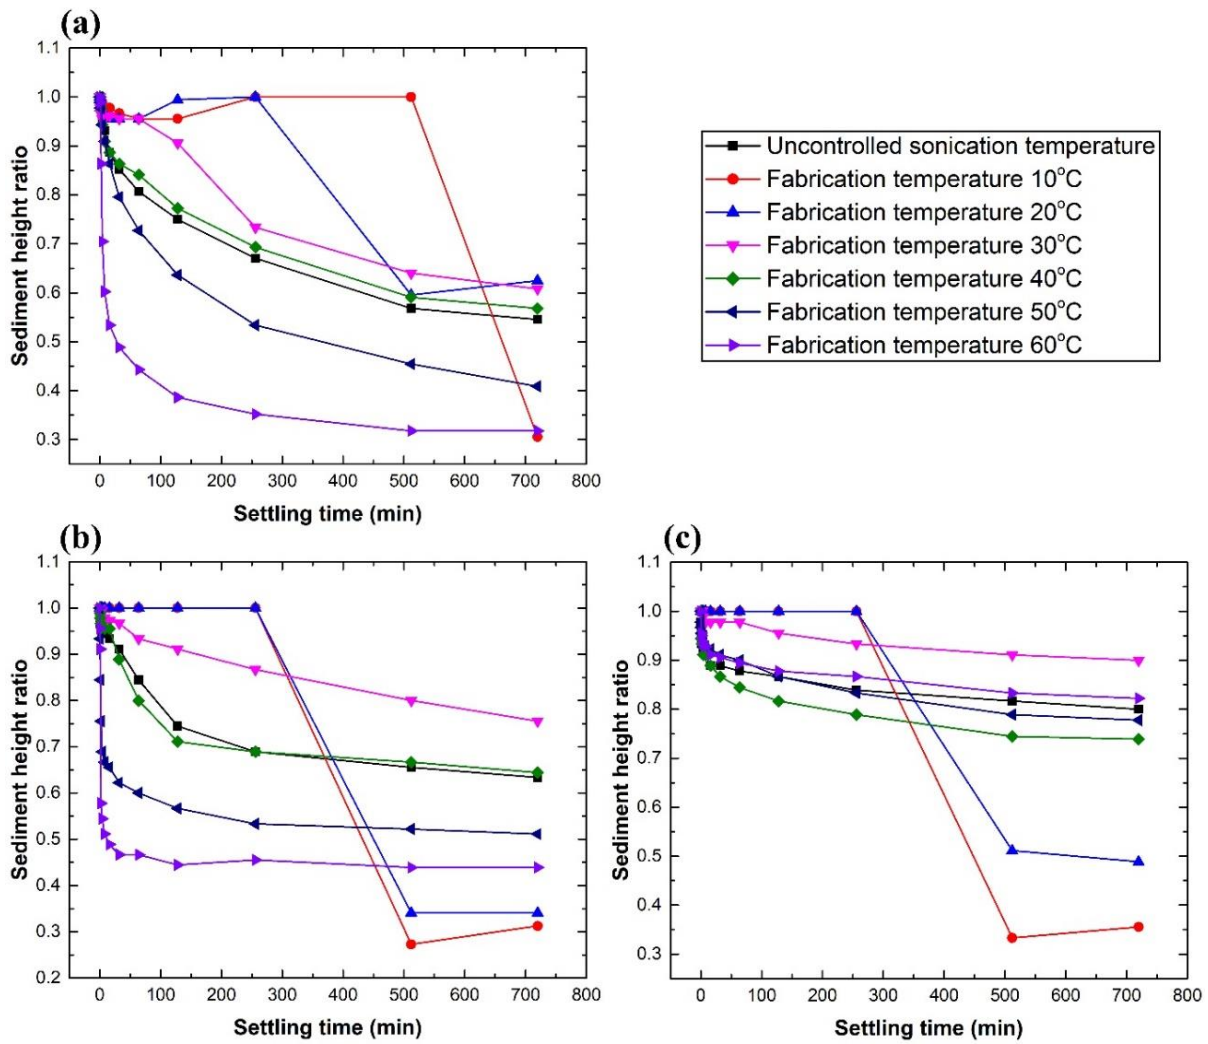 (a)
1.1
1.0
0.9
0.8
0.7
0.6
0.5
0.4
0.3
Sediment height ratio
0 100 200 300 400 500 600 700 800
Settling time (min)
Uncontrolled sonication temperature
Fabrication temperature 10°C
Fabrication temperature 20°C
Fabrication temperature 30°C
Fabrication temperature 40°C
Fabrication temperature 50°C
Fabrication temperature 60°C
(b)
1.1
1.0
0.9
0.8
0.7
0.6
0.5
0.4
0.3
0.2
Sediment height ratio
0 100 200 300 400 500 600 700 800
Settling time (min)
(c)
1.1
1.0
0.9
0.8
0.7
0.6
0.5
0.4
0.3
Sediment height ratio
0 100 200 300 400 500 600 700 800
Settling time (min)